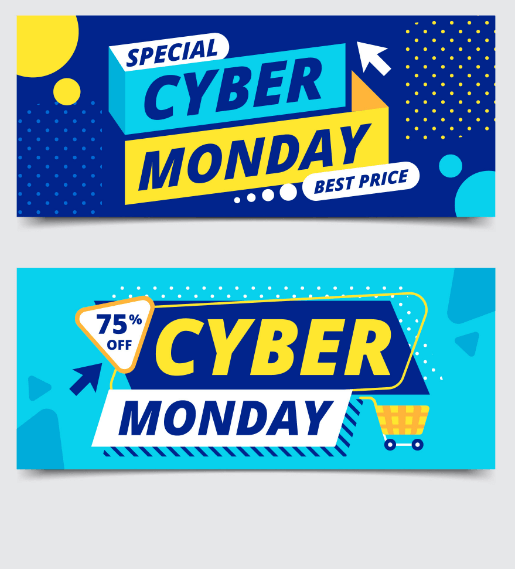 SPECIAL
CYBER
MONDAY
BEST PRICE
75%
OFF
CYBER
MONDAY